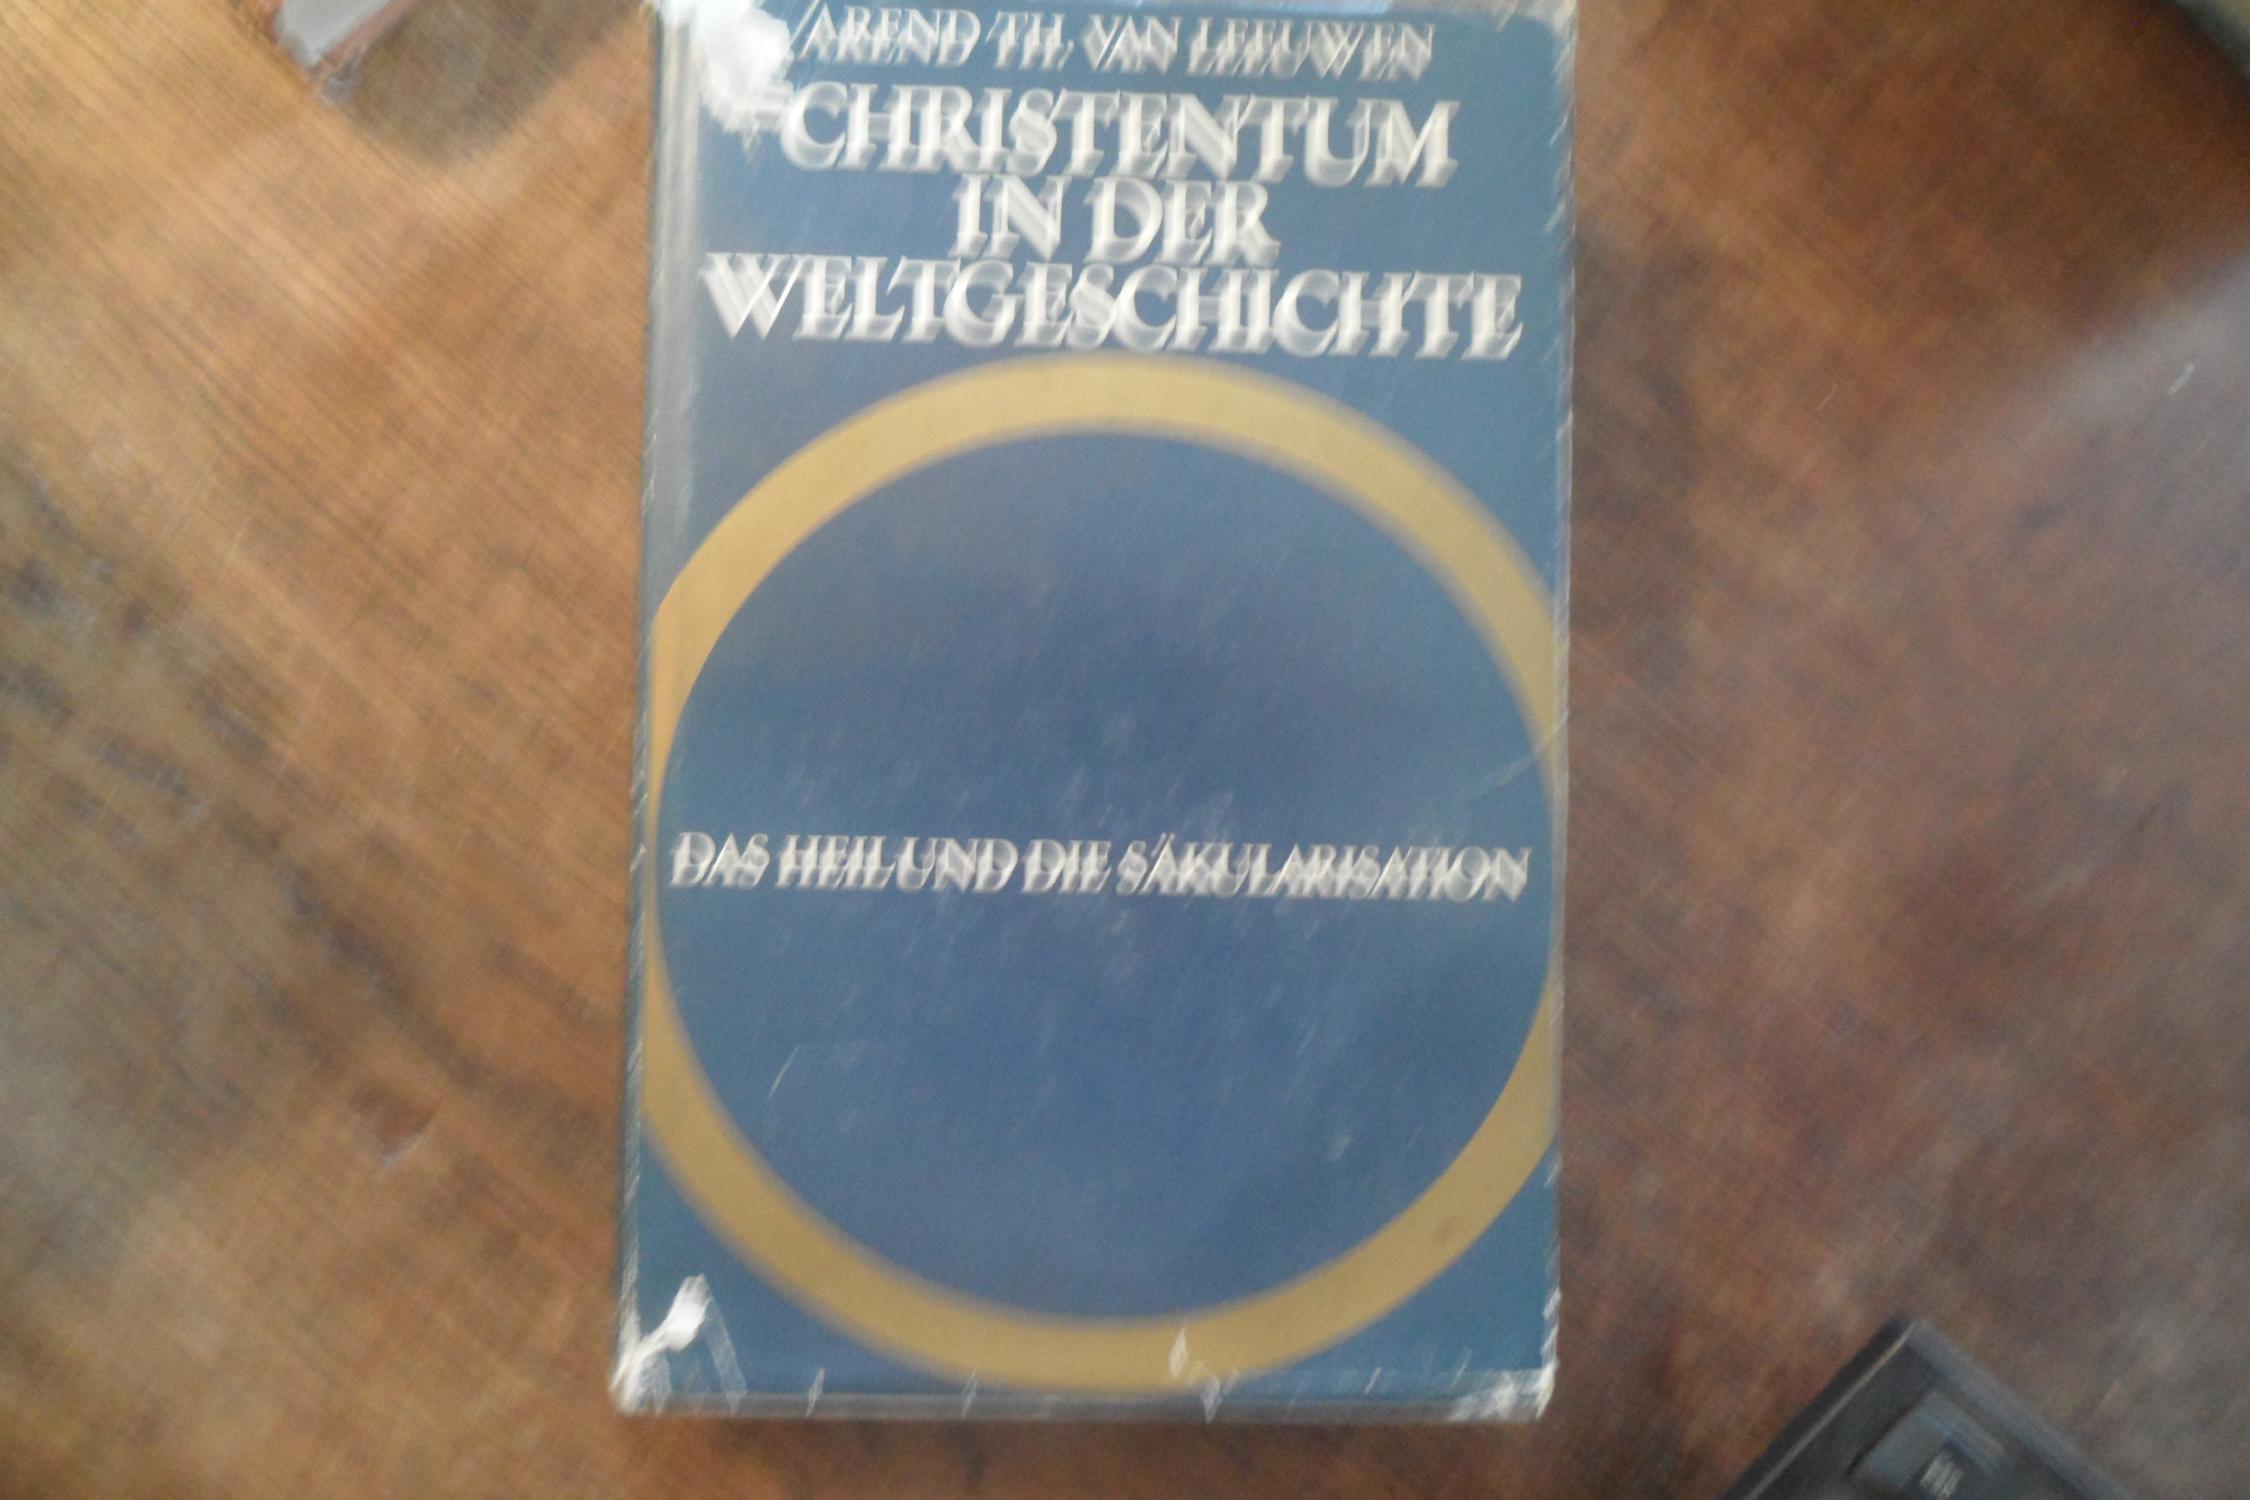 AREND TH. VAN LEEUWEN
CHRISTENTUM
IN DER
WELTGESCHICHTE
DAS HEIL UND DIE SÄKULARISATION